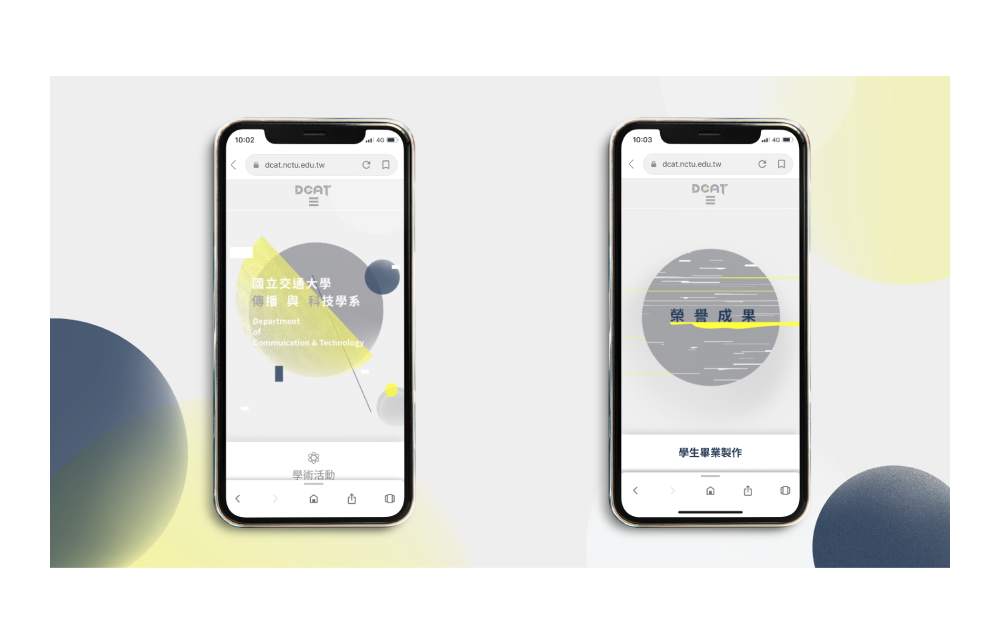 10:02
4G
dcat.nctu.edu.tw
DCAT
國立交通大學
傳播 與 科技學系
Department
of
Commuication & Technology
學術活動
10:03
4G
dcat.nctu.edu.tw
DCAT
榮譽成果
學生畢業製作